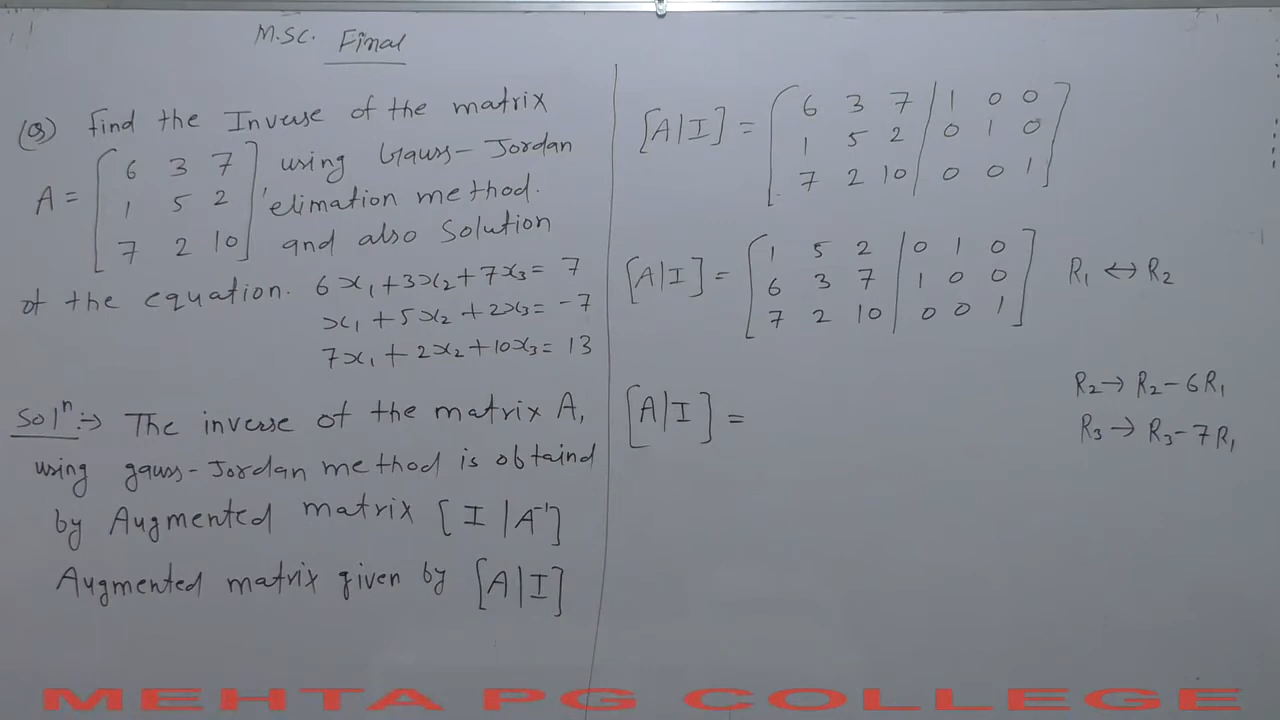 M.SC. Final
(Q) Find the Inverse of the matrix
A = [ 6 3 7 ] using Gauss-Jordan
[ 1 5 2 ] elimation method.
[ 7 2 10 ] and also Solution
of the equation. 6x₁ + 3x₂ + 7x₃ = 7
x₁ + 5x₂ + 2x₃ = -7
7x₁ + 2x₂ + 10x₃ = 13
Solⁿ :→ The inverse of the matrix A,
using gauss-Jordan method is obtaind
by Augmented matrix [I | A⁻¹]
Augmented matrix given by [A|I]
[A|I] = [ 6 3 7 | 1 0 0 ]
[ 1 5 2 | 0 1 0 ]
[ 7 2 10 | 0 0 1 ]
[A|I] = [ 1 5 2 | 0 1 0 ]
[ 6 3 7 | 1 0 0 ] R₁ ↔ R₂
[ 7 2 10 | 0 0 1 ]
R₂ → R₂ - 6R₁
[A|I] =
R₃ → R₃ - 7R₁
MEHTA PG COLLEGE